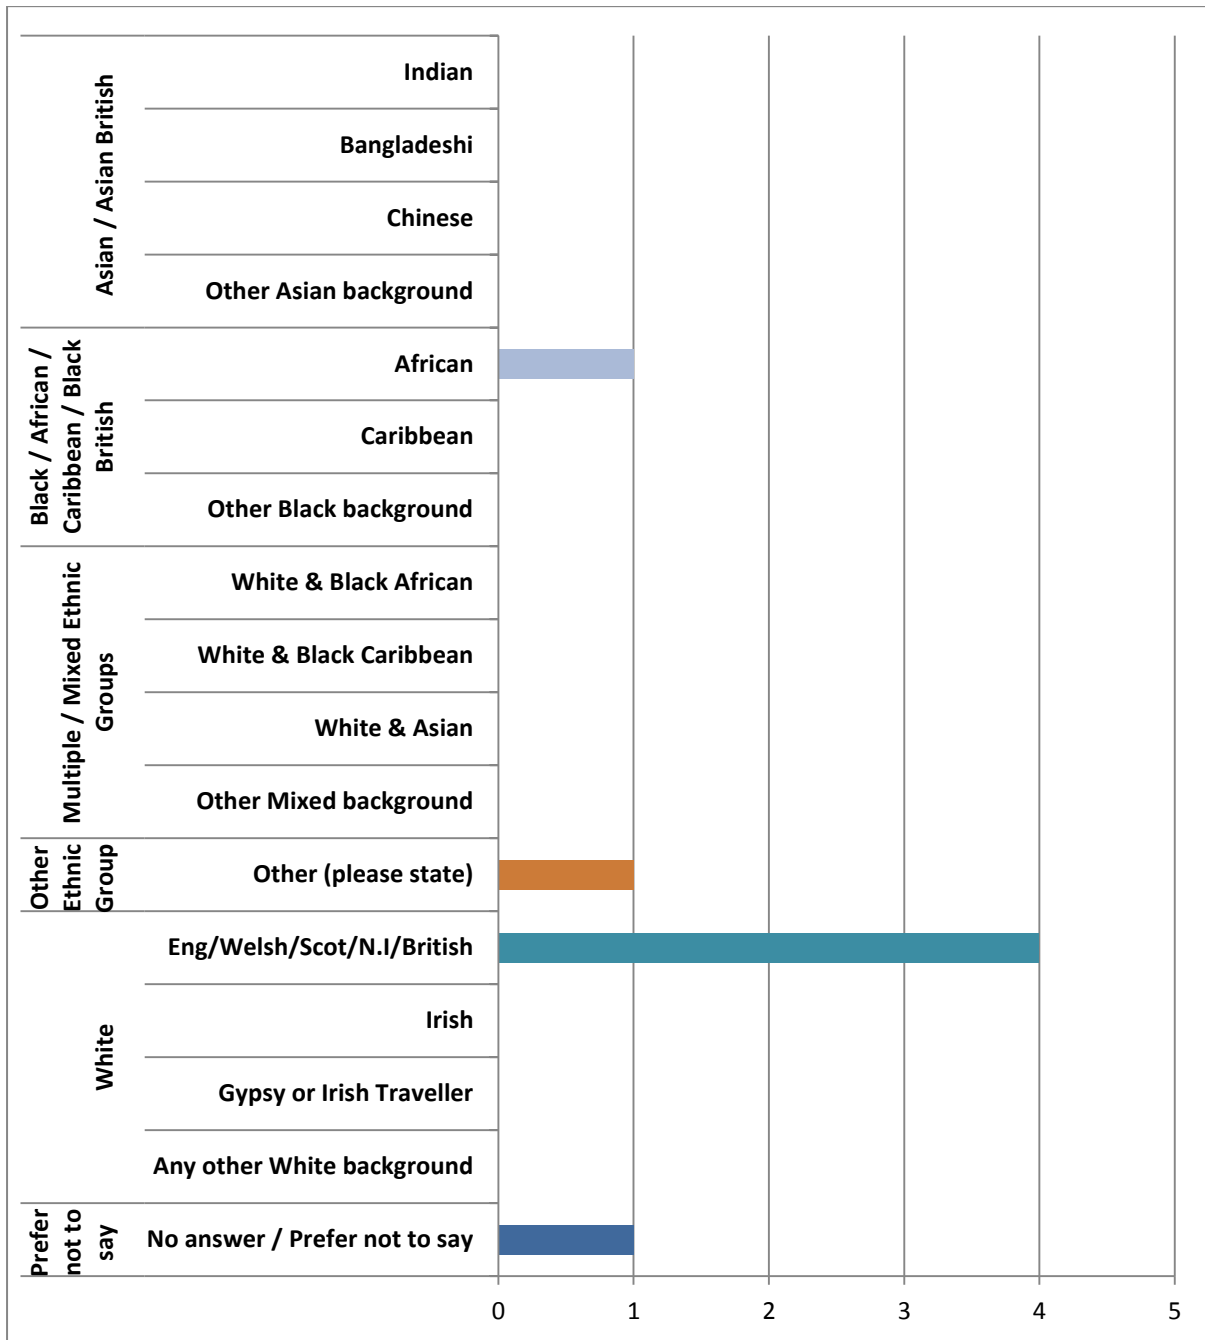 Asian / Asian British
Indian
Bangladeshi
Chinese
Other Asian background
Black / African /
Caribbean / Black
British
African
Caribbean
Other Black background
Multiple / Mixed Ethnic
Groups
White & Black African
White & Black Caribbean
White & Asian
Other Mixed background
Other
Ethnic
Group
Other (please state)
White
Eng/Welsh/Scot/N.I/British
Irish
Gypsy or Irish Traveller
Any other White background
Prefer
not to
say
No answer / Prefer not to say
0 1 2 3 4 5